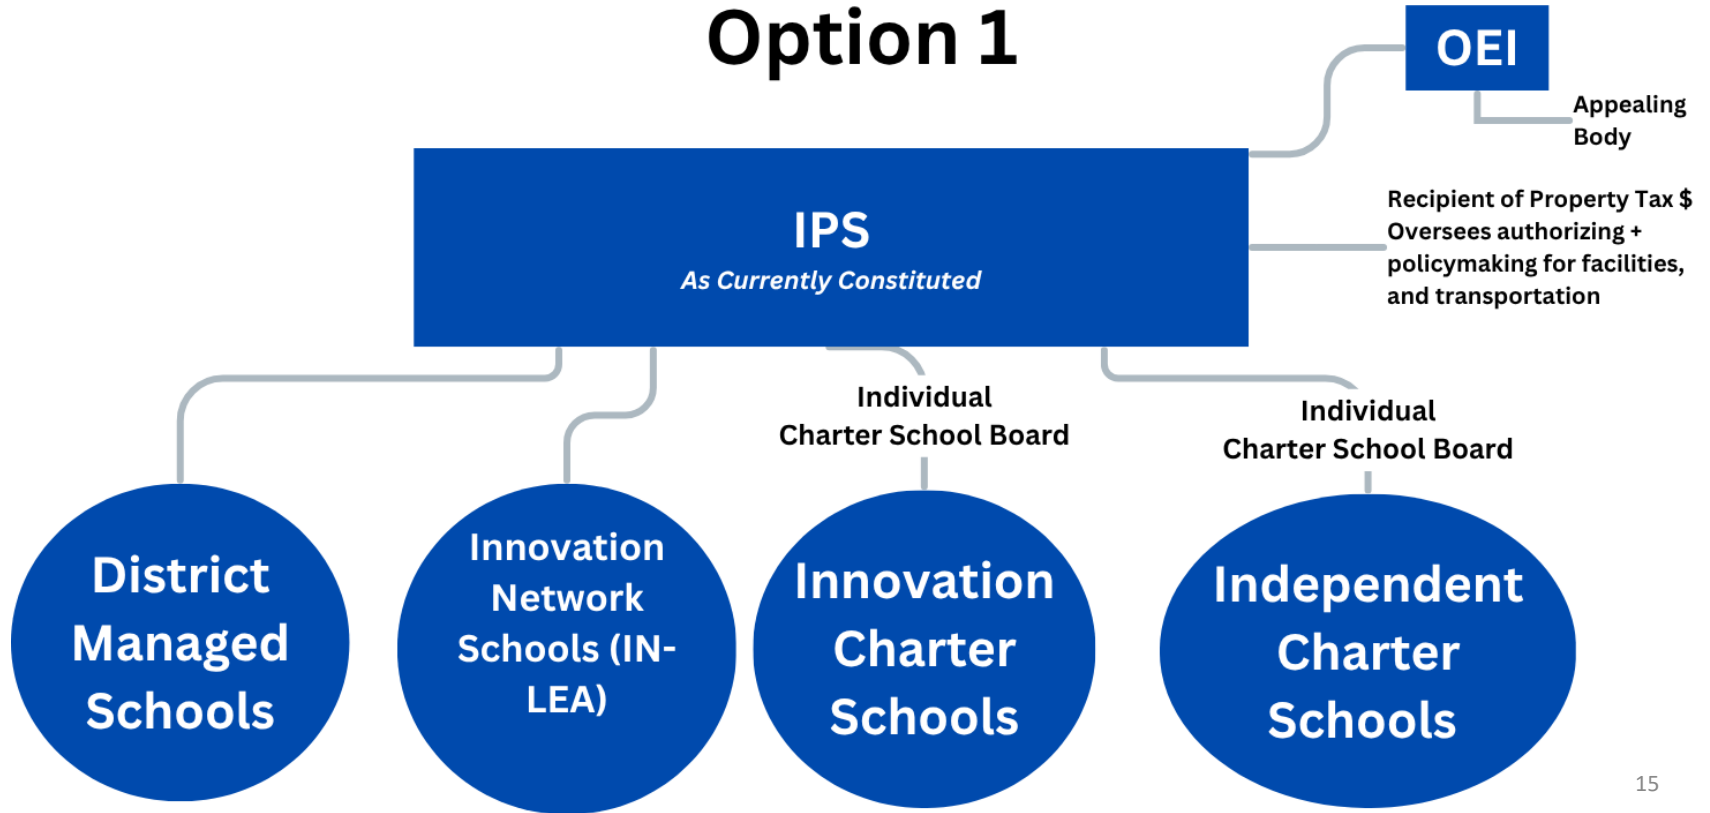 Option 1
OEI
Appealing
Body
IPS
As Currently Constituted
Recipient of Property Tax $
Oversees authorizing +
policymaking for facilities,
and transportation
Individual
Charter School Board
Individual
Charter School Board
District
Managed
Schools
Innovation
Network
Schools (IN-
LEA)
Innovation
Charter
Schools
Independent
Charter
Schools
15